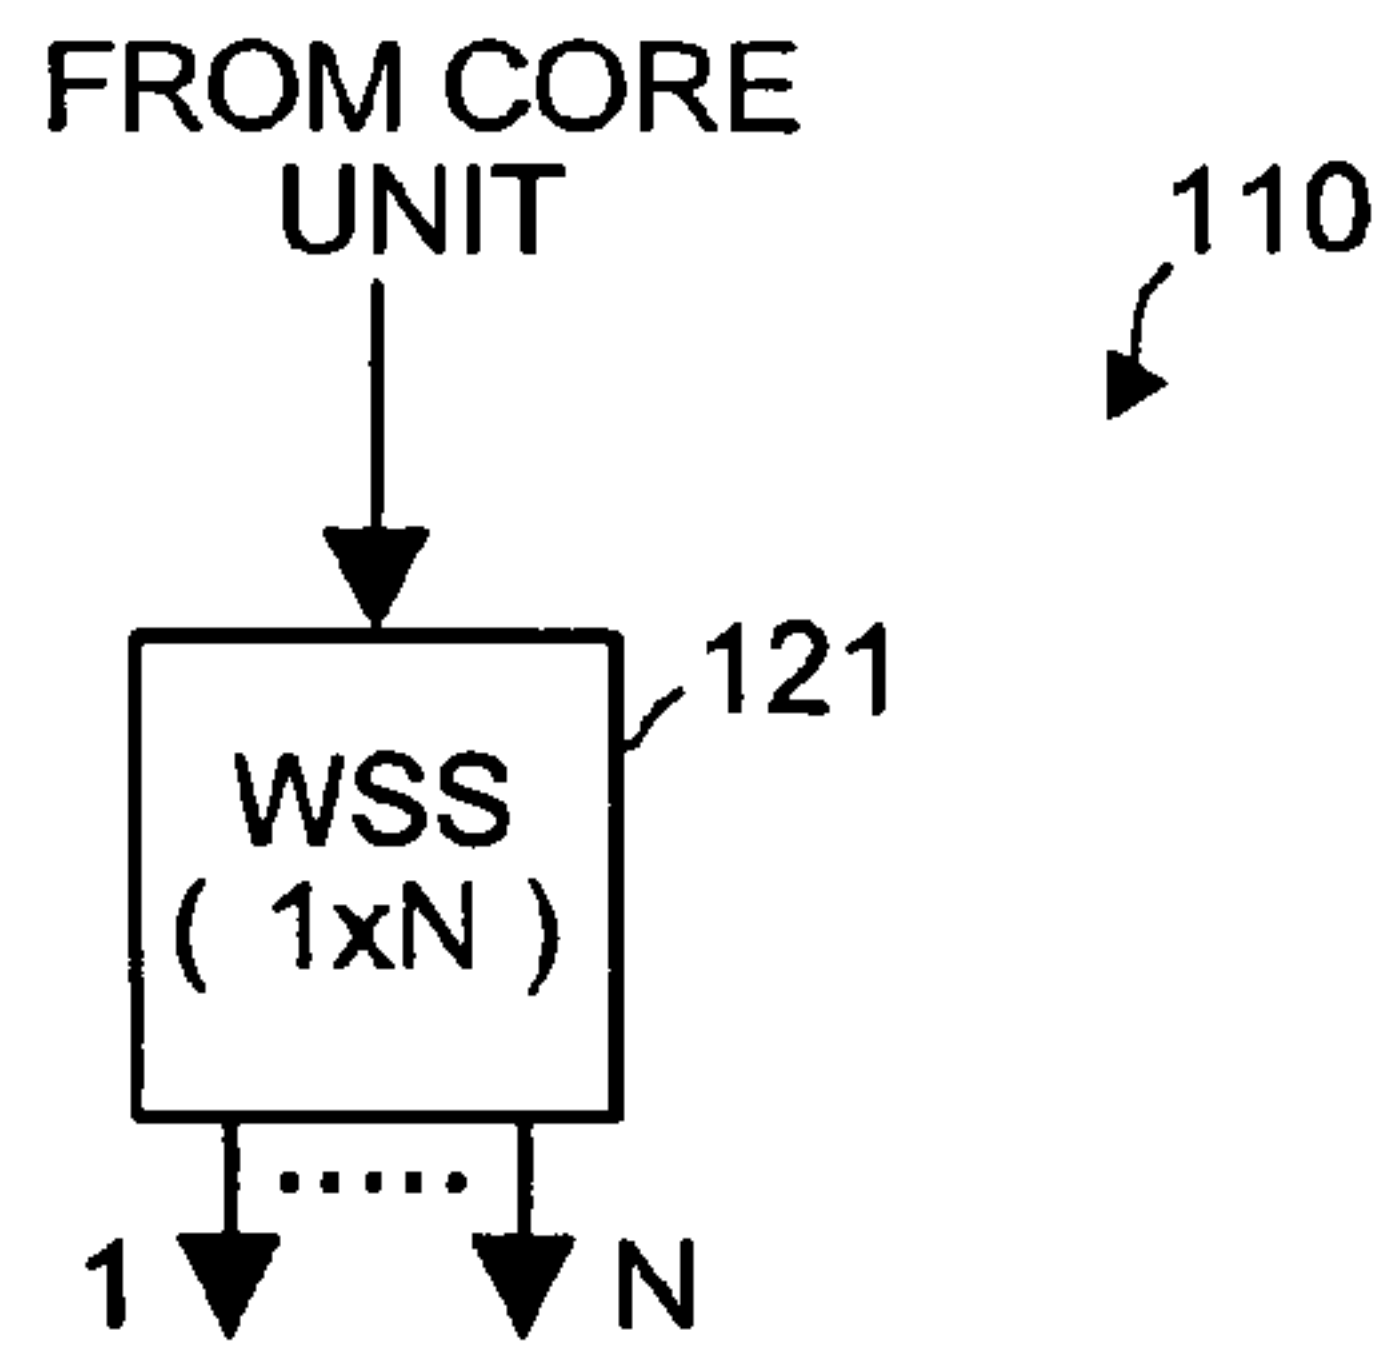 FROM CORE
UNIT
110
121
WSS
( 1xN )
1 ..... N